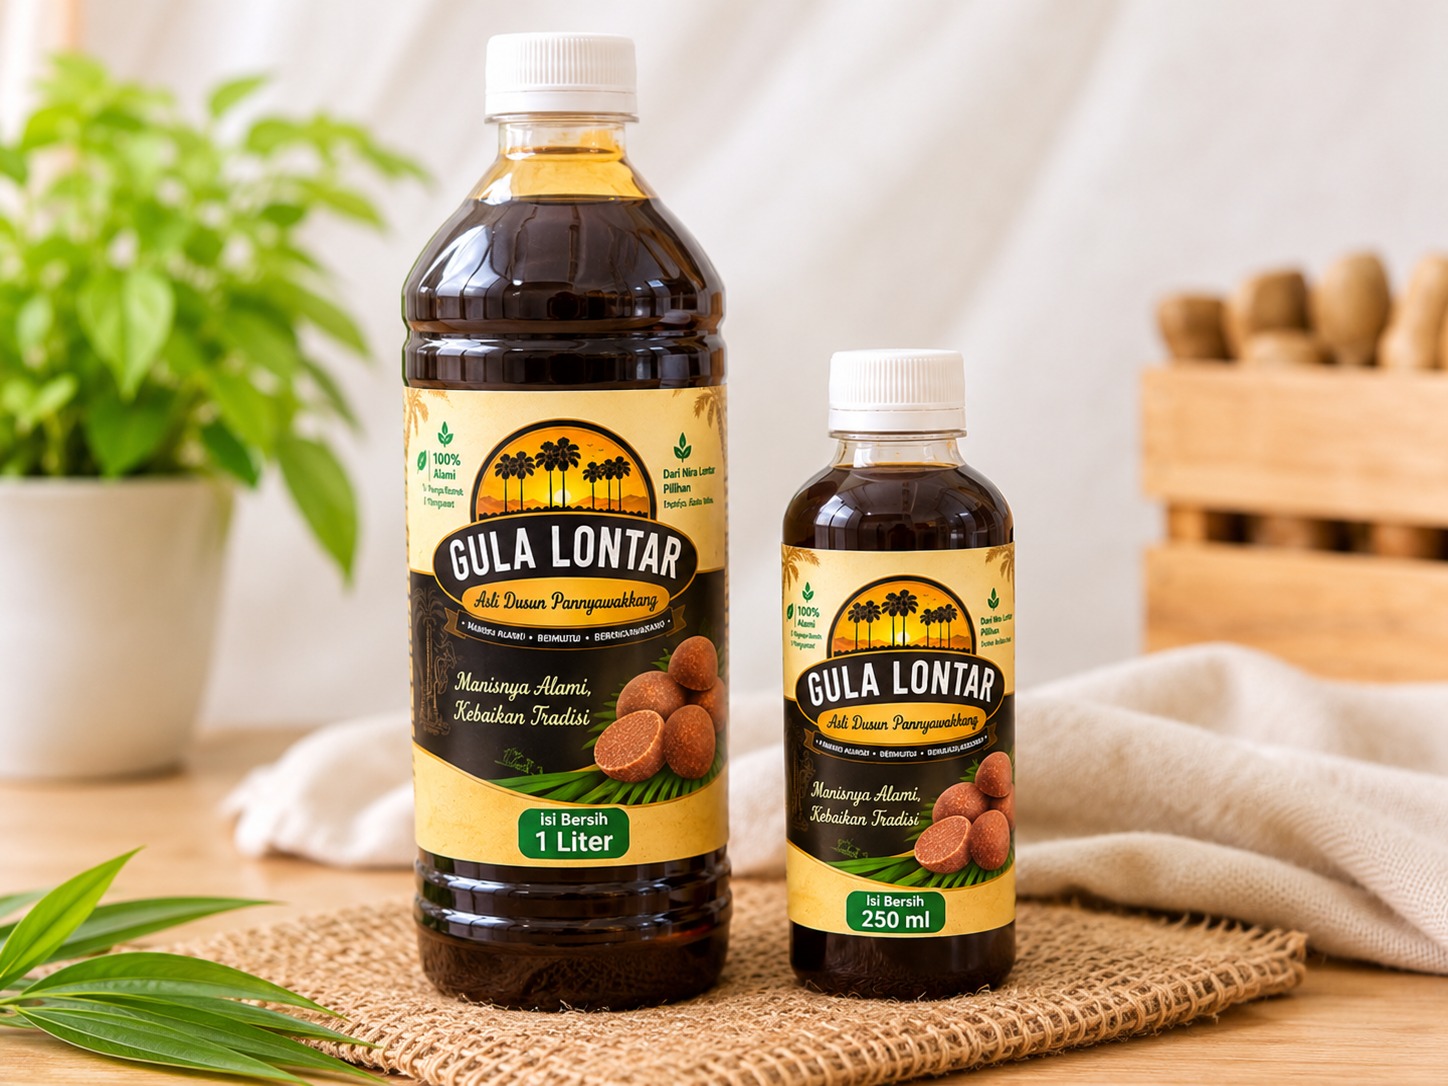 100%
Alami
Dari Nira Lontar
Pilihan
GULA LONTAR
Asli Dusun Pannyawakkang
BERMUTU
Manisnya Alami,
Kebaikan Tradisi
Isi Bersih
1 Liter
100%
Alami
Dari Nira Lontar
Pilihan
GULA LONTAR
Asli Dusun Pannyawakkang
BERMUTU
Manisnya Alami,
Kebaikan Tradisi
Isi Bersih
250 ml